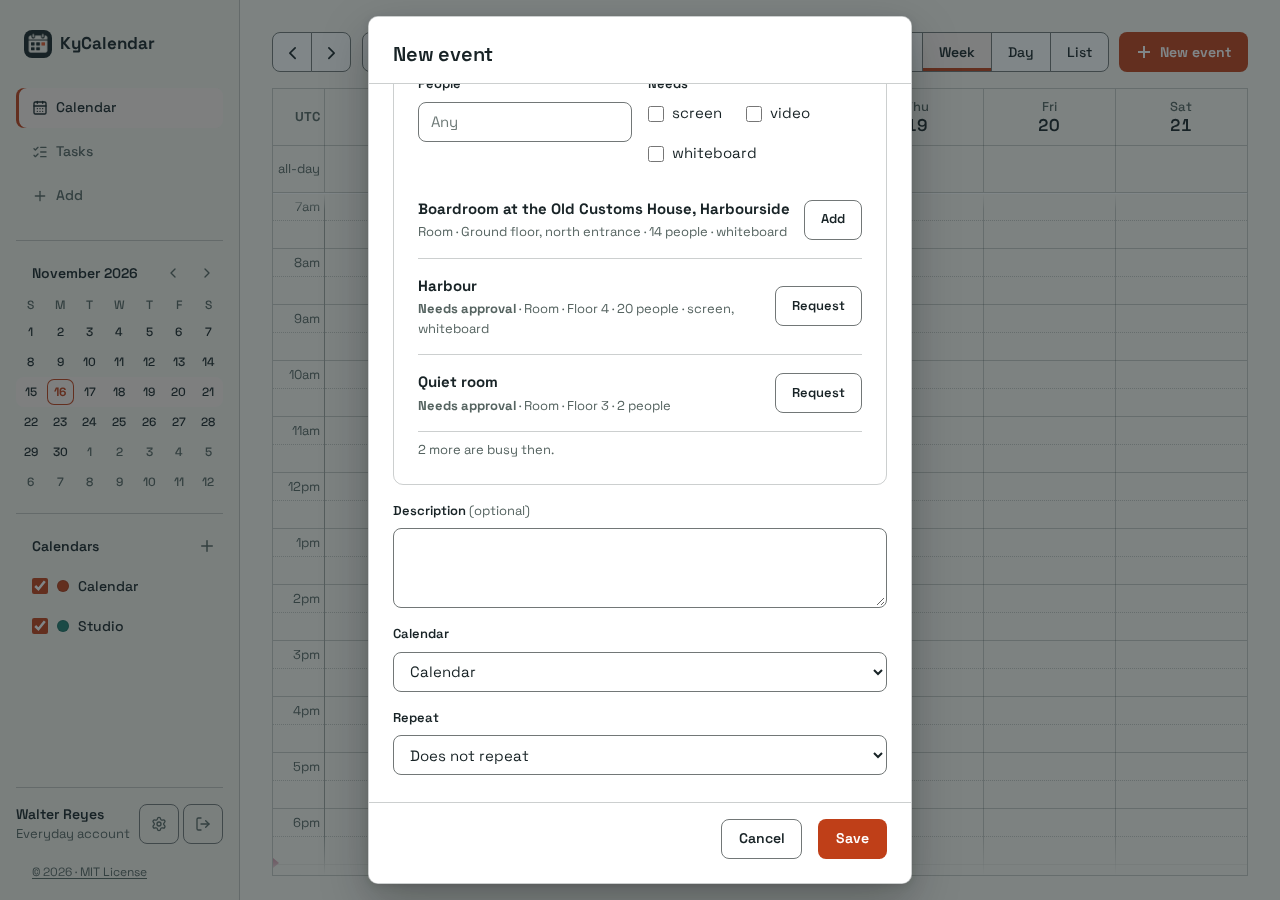 KyCalendar
Calendar
Tasks
Add
November 2026
S M T W T F S
1 2 3 4 5 6 7
8 9 10 11 12 13 14
15 16 17 18 19 20 21
22 23 24 25 26 27 28
29 30 1 2 3 4 5
6 7 8 9 10 11 12
Calendars
Calendar
Studio
Walter Reyes
Everyday account
© 2026 · MIT License
Week Day List New event
UTC
Fri Sat
19 20 21
all-day
7am
8am
9am
10am
11am
12pm
1pm
2pm
3pm
4pm
5pm
6pm
New event
People Needs
Any
screen video
whiteboard
Boardroom at the Old Customs House, Harbourside
Room · Ground floor, north entrance · 14 people · whiteboard
Add
Harbour
Needs approval · Room · Floor 4 · 20 people · screen,
whiteboard
Request
Quiet room
Needs approval · Room · Floor 3 · 2 people
Request
2 more are busy then.
Description (optional)
Calendar
Calendar
Repeat
Does not repeat
Cancel Save